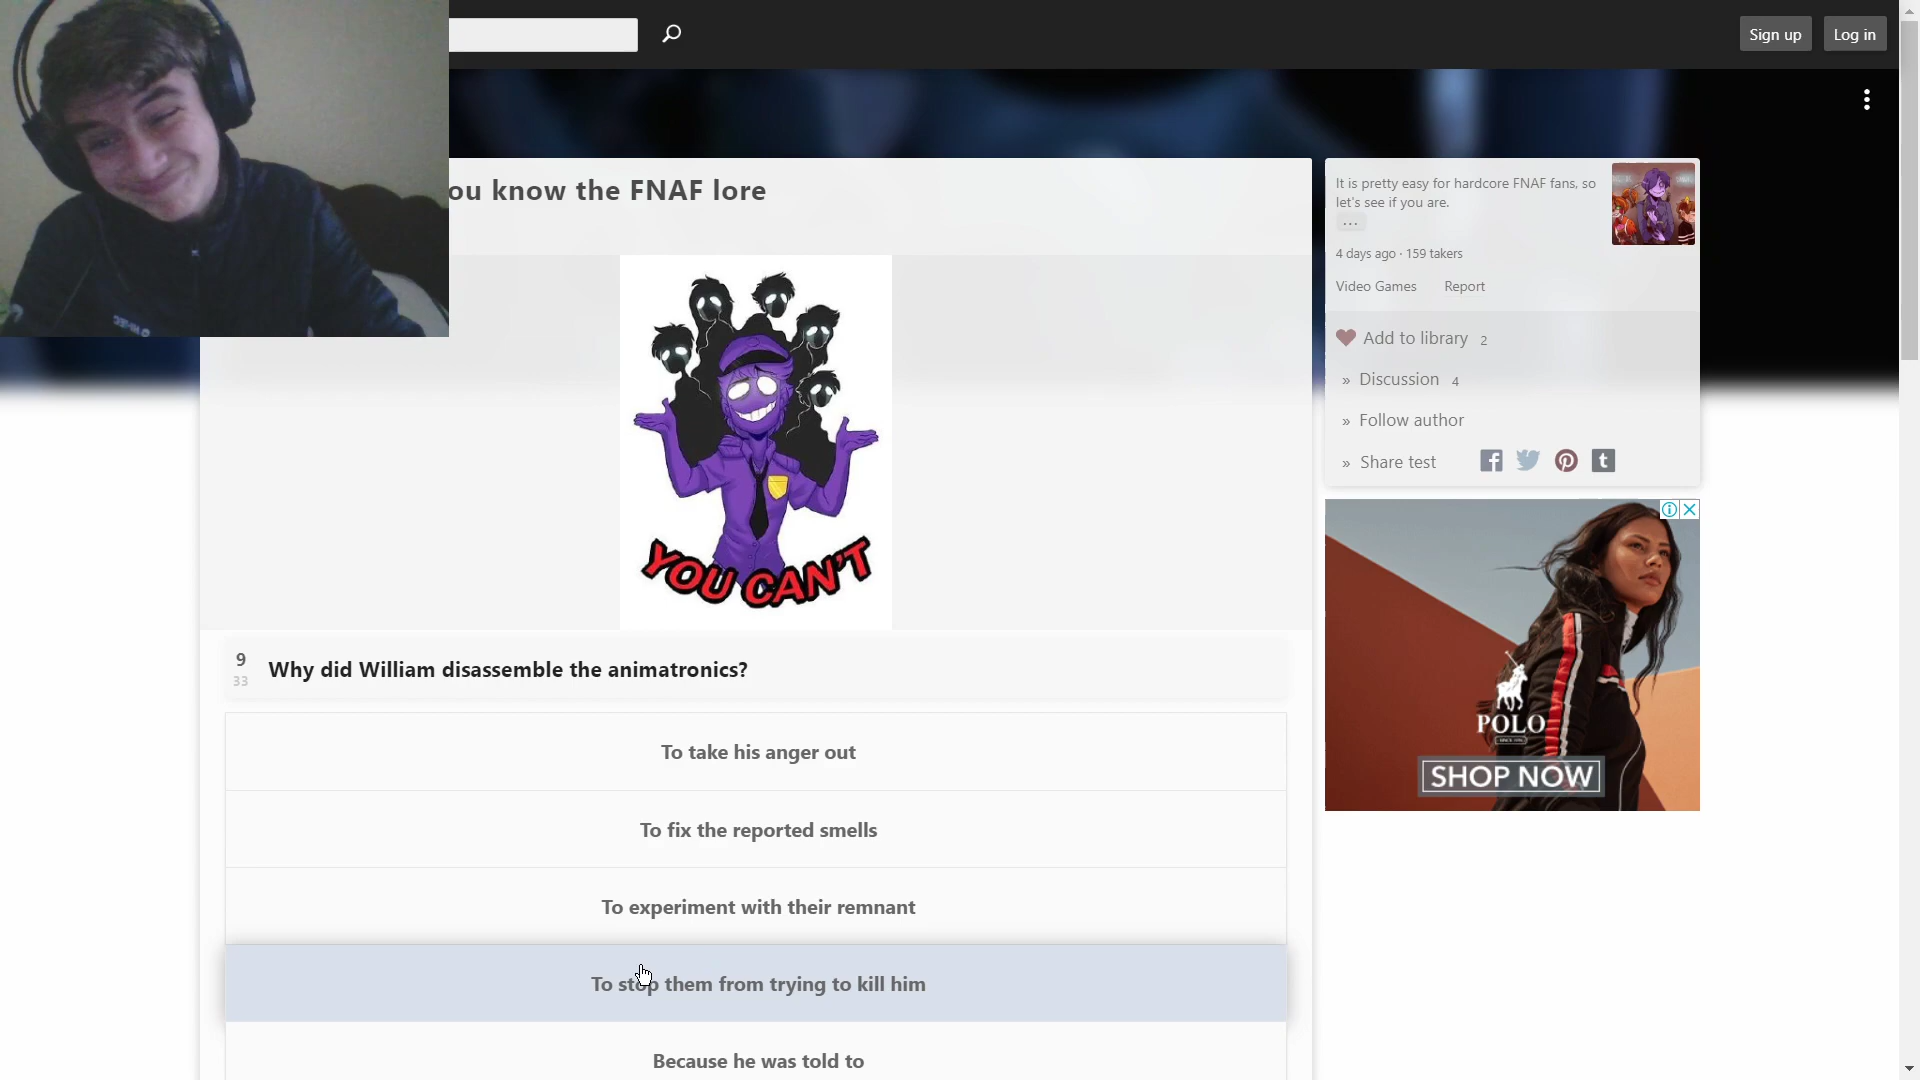 Sign up
Log in
ou know the FNAF lore
It is pretty easy for hardcore FNAF fans, so
let's see if you are.
...
4 days ago · 159 takers
Video Games
Report
Add to library 2
» Discussion 4
» Follow author
» Share test
YOU CAN'T
POLO
SHOP NOW
9
33
Why did William disassemble the animatronics?
To take his anger out
To fix the reported smells
To experiment with their remnant
To stop them from trying to kill him
Because he was told to